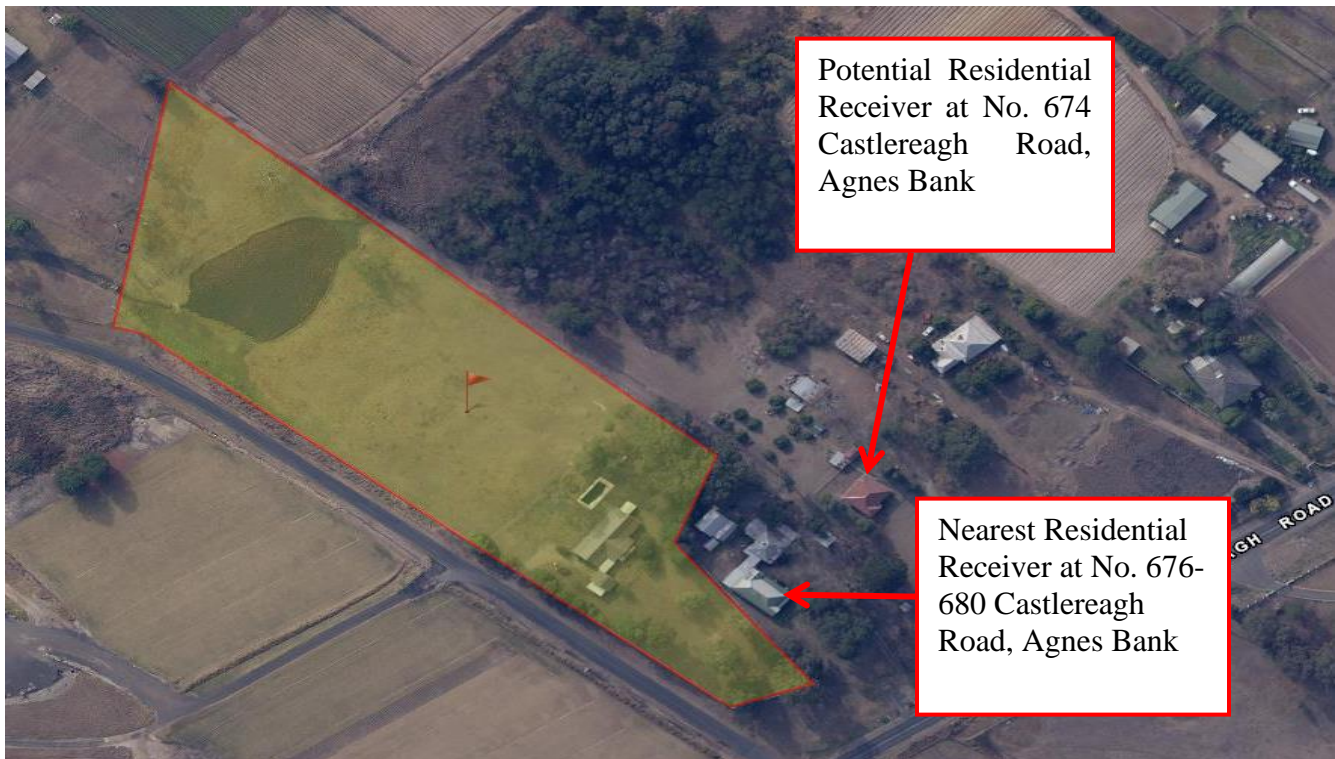 Potential Residential
Receiver at No. 674
Castlereagh Road,
Agnes Bank
Nearest Residential
Receiver at No. 676-
680 Castlereagh
Road, Agnes Bank
GH ROAD